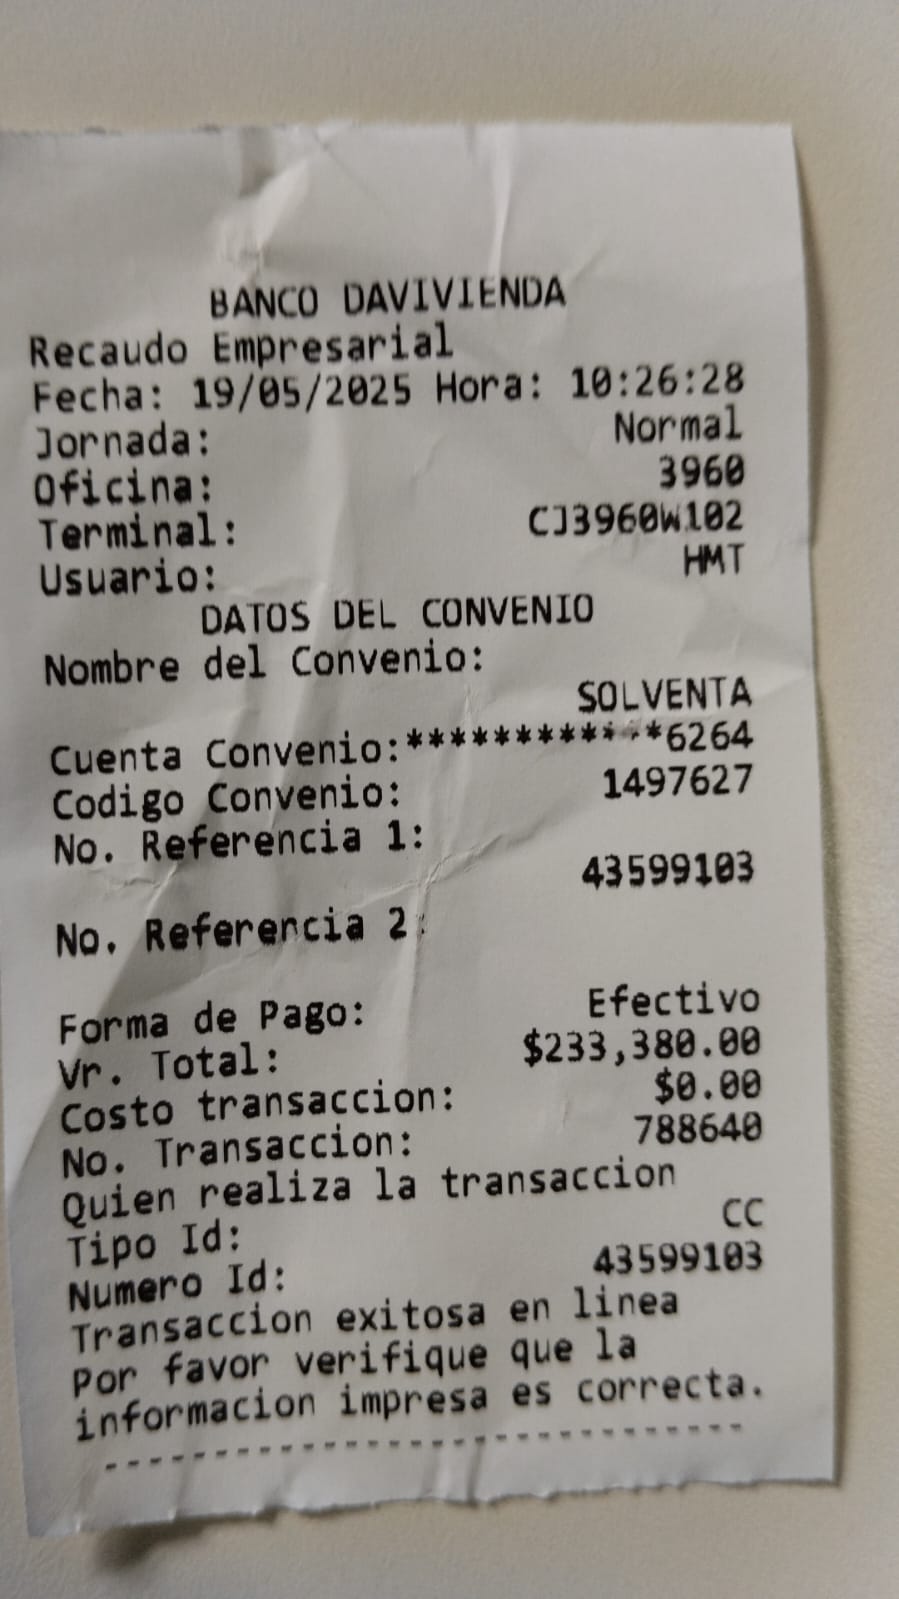 BANCO DAVIVIENDA
Recaudo Empresarial
Fecha: 19/05/2025 Hora: 10:26:28
Jornada: Normal
Oficina: 3960
Terminal: CJ3960W102
Usuario: HMT
DATOS DEL CONVENIO
Nombre del Convenio:
SOLVENTA
Cuenta Convenio:************6264
Codigo Convenio: 1497627
No. Referencia 1:
43599103
No. Referencia 2:
Forma de Pago: Efectivo
Vr. Total: $233,380.00
Costo transaccion: $0.00
No. Transaccion: 788640
Quien realiza la transaccion
Tipo Id: CC
Numero Id: 43599103
Transaccion exitosa en linea
Por favor verifique que la
informacion impresa es correcta.
------------------------------